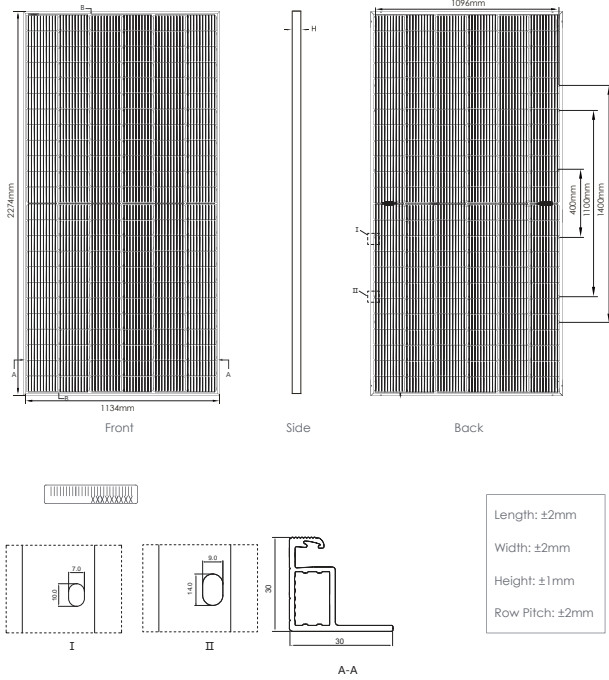 B
H
1096mm
2274mm
400mm
1100mm
1400mm
I
II
A
A
B
1134mm
Front
Side
Back
Length: ±2mm
Width: ±2mm
Height: ±1mm
Row Pitch: ±2mm
7.0
10.0
I
9.0
14.0
II
30
30
A-A